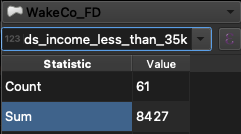 WakeCo_FD
123 ds_income_less_than_35k
Statistic Value
Count 61
Sum 8427